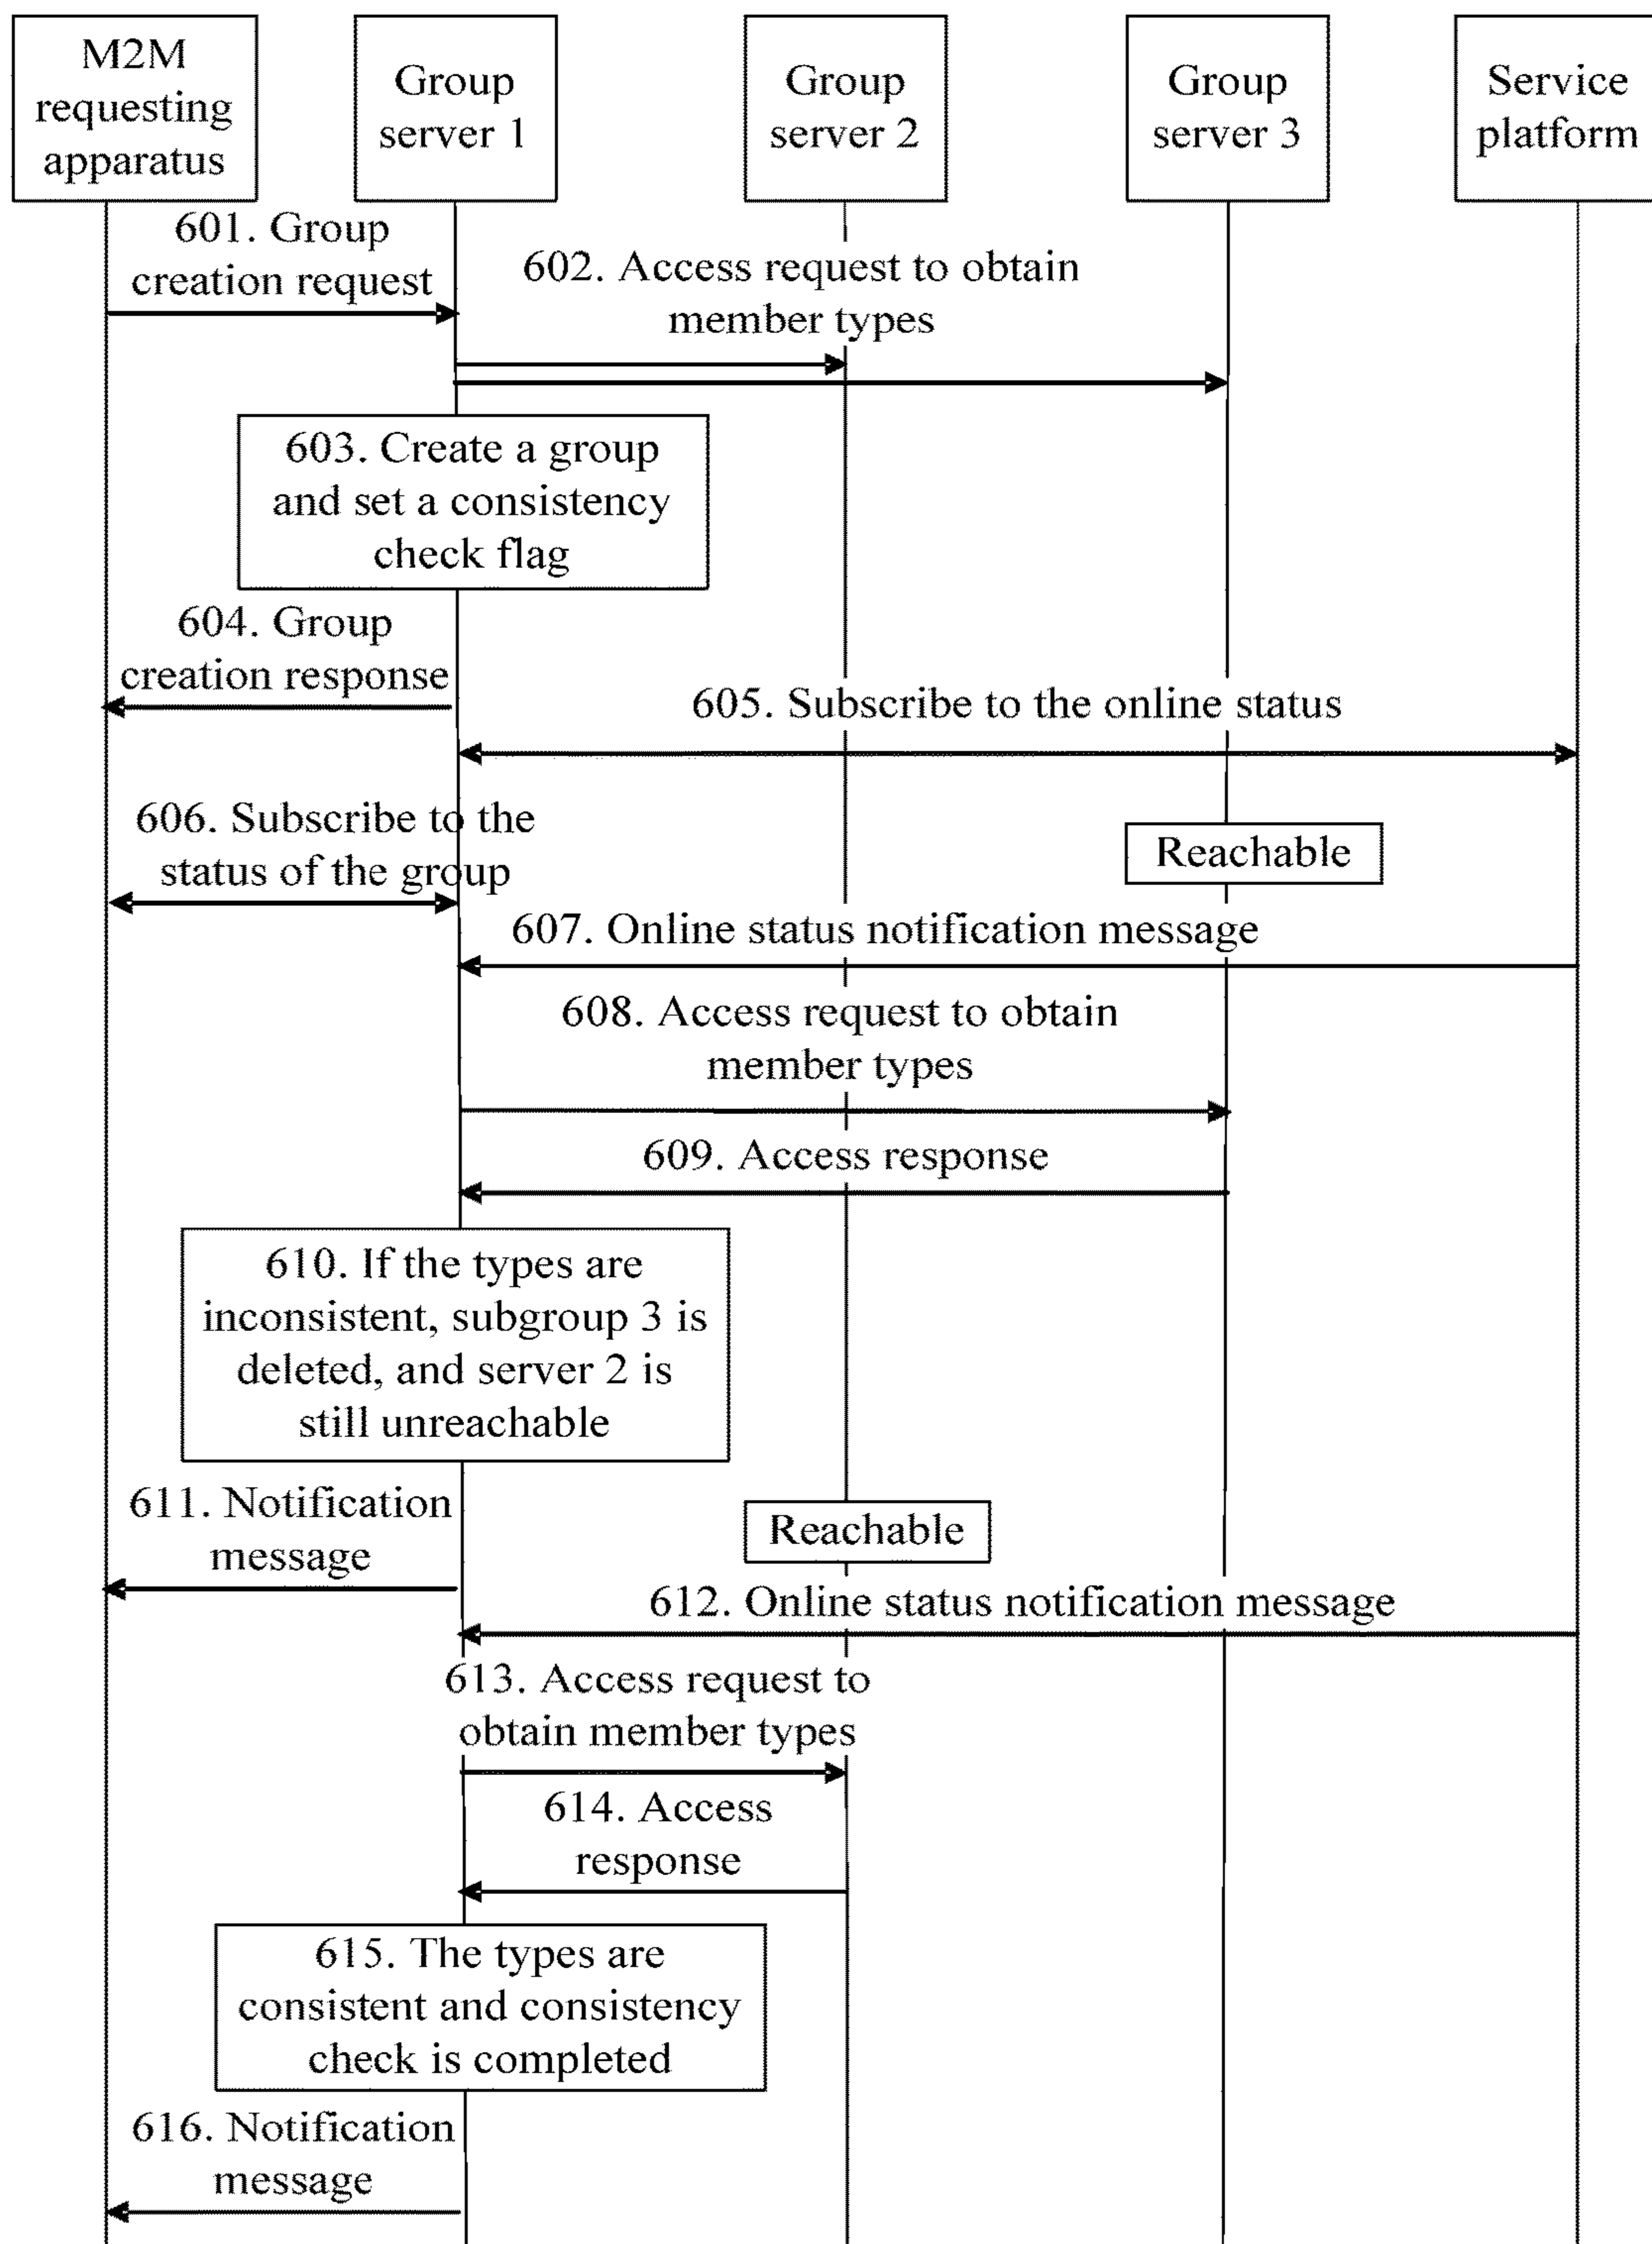 M2M
requesting
apparatus
Group
server 1
Group
server 2
Group
server 3
Service
platform
601. Group
creation request
602. Access request to obtain
member types
603. Create a group
and set a consistency
check flag
604. Group
creation response
605. Subscribe to the online status
606. Subscribe to the
status of the group
Reachable
607. Online status notification message
608. Access request to obtain
member types
609. Access response
610. If the types are
inconsistent, subgroup 3 is
deleted, and server 2 is
still unreachable
611. Notification
message
Reachable
612. Online status notification message
613. Access request to
obtain member types
614. Access
response
615. The types are
consistent and consistency
check is completed
616. Notification
message